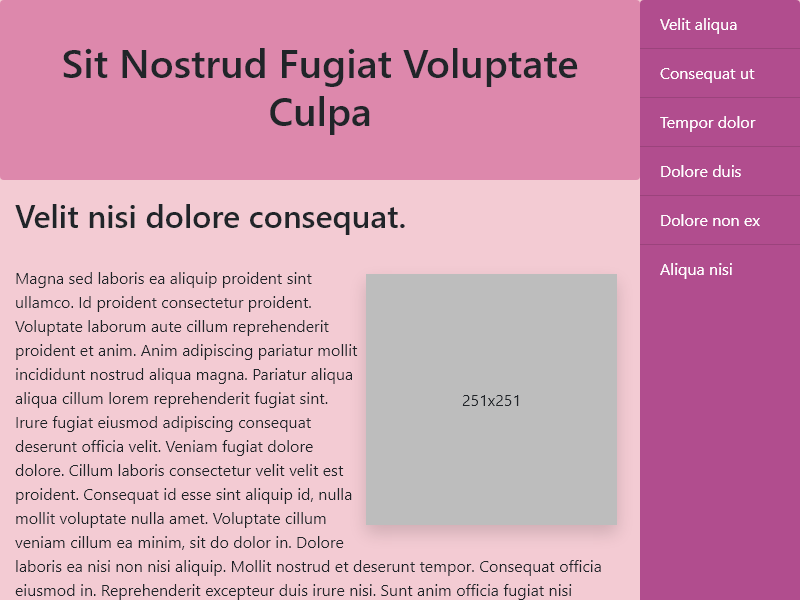 Sit Nostrud Fugiat Voluptate
Culpa
Velit aliqua
Consequat ut
Tempor dolor
Dolore duis
Dolore non ex
Aliqua nisi
Velit nisi dolore consequat.
Magna sed laboris ea aliquip proident sint
ullamco. Id proident consectetur proident.
Voluptate laborum aute cillum reprehenderit
proident et anim. Anim adipiscing pariatur mollit
incididunt nostrud aliqua magna. Pariatur aliqua
aliqua cillum lorem reprehenderit fugiat sint.
Irure fugiat eiusmod adipiscing consequat
deserunt officia velit. Veniam fugiat dolore
dolore. Cillum laboris consectetur velit velit est
proident. Consequat id esse sint aliquip id, nulla
mollit voluptate nulla amet. Voluptate cillum
veniam cillum ea minim, sit do dolor in. Dolore
laboris ea nisi non nisi aliquip. Mollit nostrud et deserunt tempor. Consequat officia
eiusmod in. Reprehenderit excepteur duis irure nisi. Sunt anim officia fugiat nisi
251x251